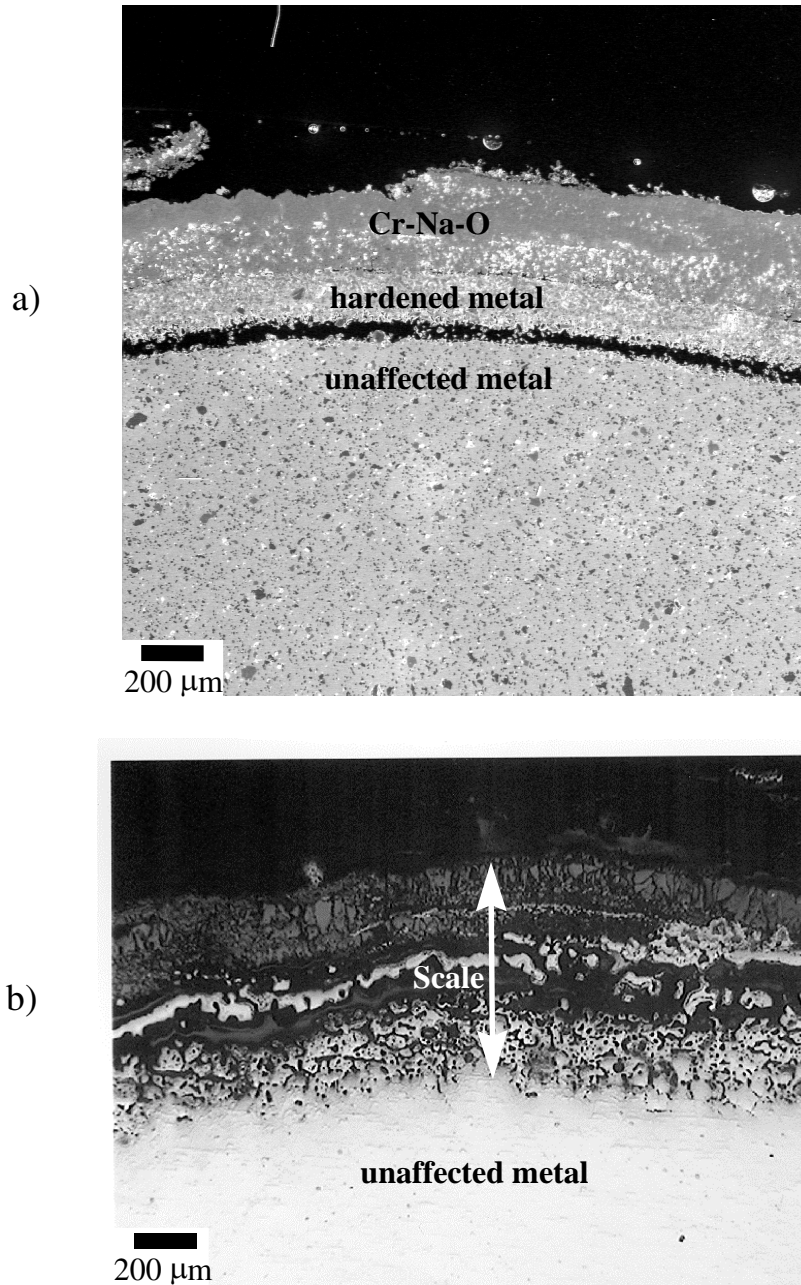 a)
Cr-Na-O
hardened metal
unaffected metal
200 μm
b)
Scale
unaffected metal
200 μm